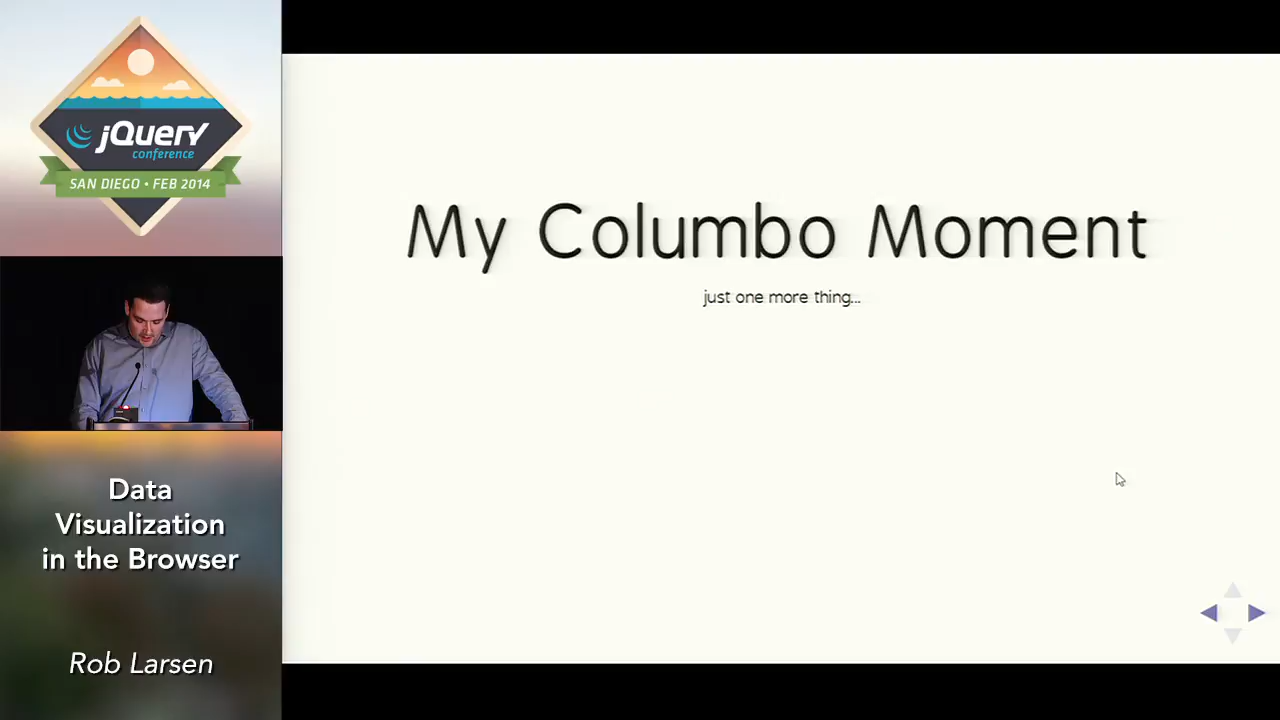 jQuery
conference
SAN DIEGO • FEB 2014
Data
Visualization
in the Browser
Rob Larsen
My Columbo Moment
just one more thing...